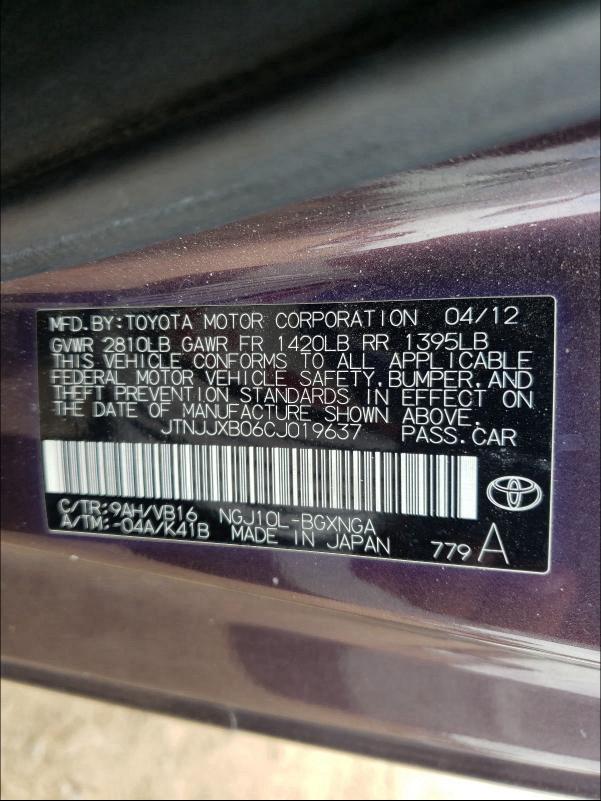 MFD.BY:TOYOTA MOTOR CORPORATION 04/12
GVWR 2810LB GAWR FR 1420LB RR 1395LB
THIS VEHICLE CONFORMS TO ALL APPLICABLE
FEDERAL MOTOR VEHICLE SAFETY,BUMPER,AND
THEFT PREVENTION STANDARDS IN EFFECT ON
THE DATE OF MANUFACTURE SHOWN ABOVE.
JTNJJXB06CJ019637 PASS.CAR
C/TR:9AH/VB16 NGJ10L-BGXNGA
A/TM:-04A/K41B MADE IN JAPAN 779 A